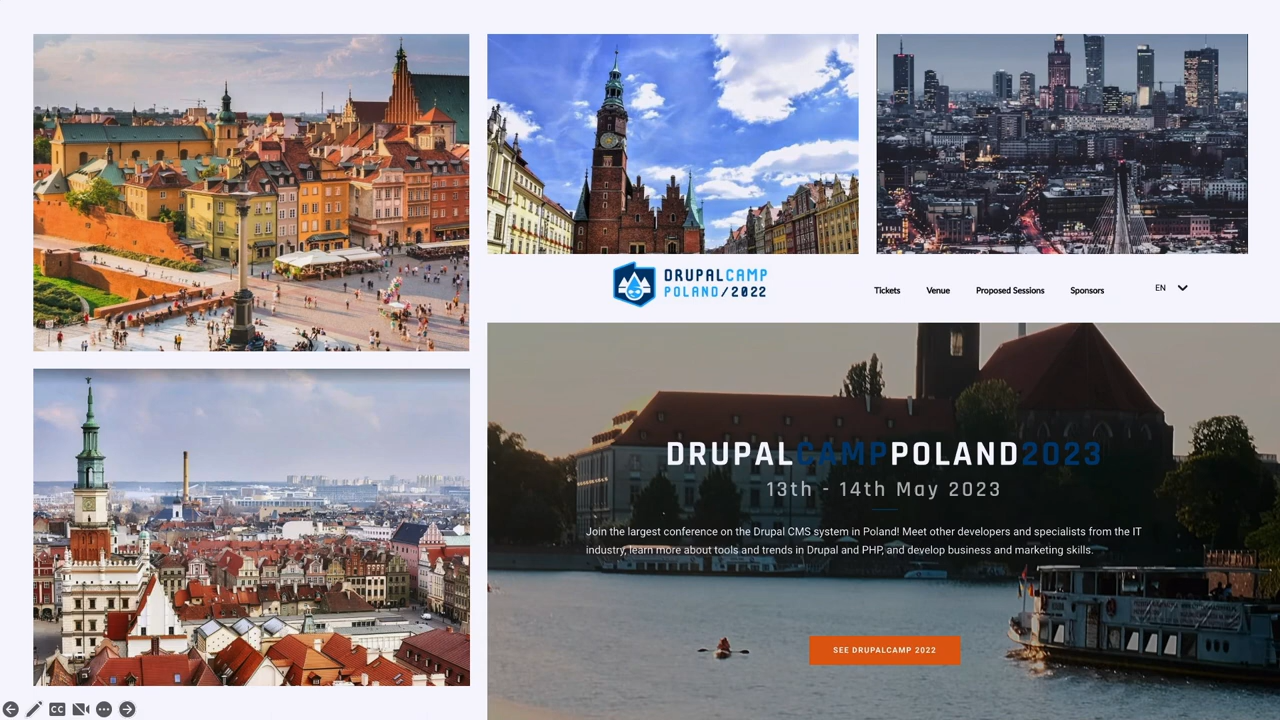 DRUPALCAMP
POLAND/2022
Tickets Venue Proposed Sessions Sponsors EN
DRUPALCAMPPOLAND2023
13th - 14th May 2023
Join the largest conference on the Drupal CMS system in Poland! Meet other developers and specialists from the IT
industry, learn more about tools and trends in Drupal and PHP, and develop business and marketing skills.
SEE DRUPALCAMP 2022
CC